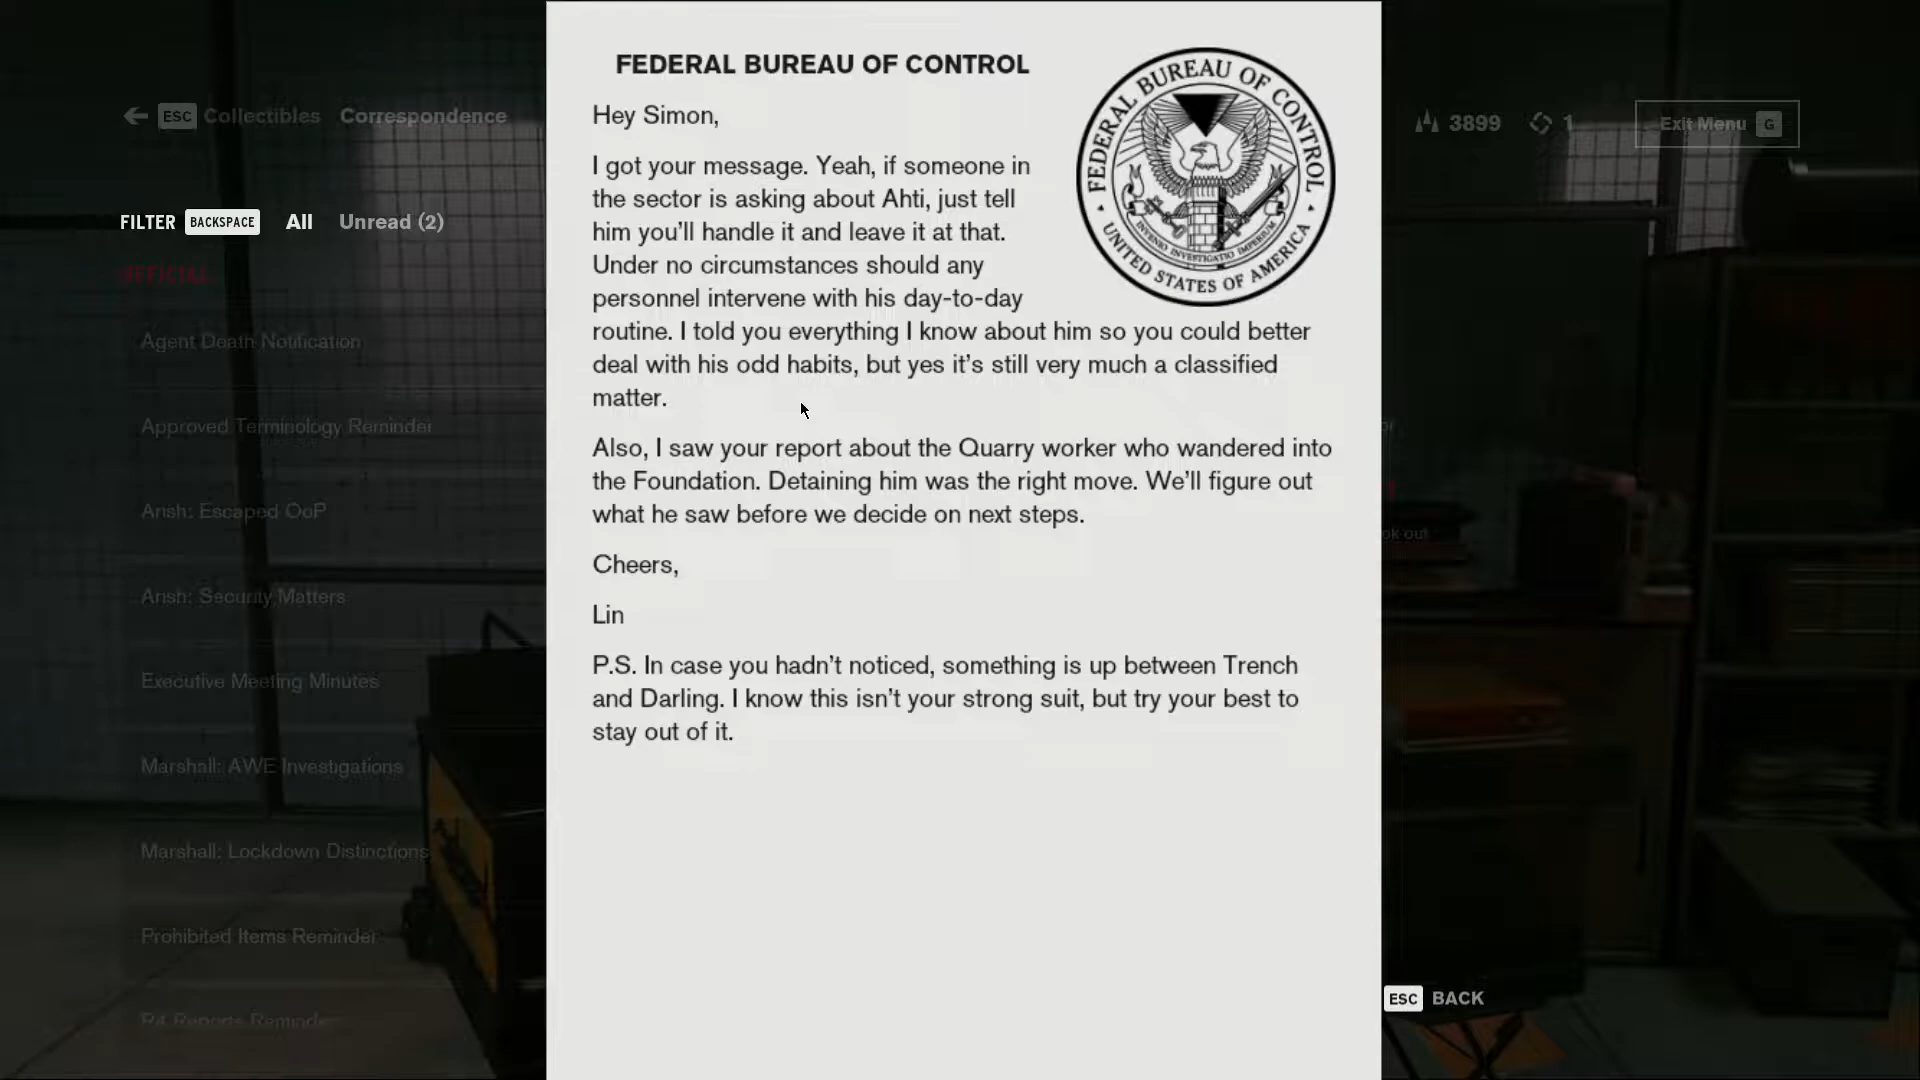 FEDERAL BUREAU OF CONTROL
FEDERAL BUREAU OF CONTROL
UNITED STATES OF AMERICA
INVENIO INVESTIGATIO IMPERIUM
Hey Simon,
I got your message. Yeah, if someone in
the sector is asking about Ahti, just tell
him you'll handle it and leave it at that.
Under no circumstances should any
personnel intervene with his day-to-day
routine. I told you everything I know about him so you could better
deal with his odd habits, but yes it's still very much a classified
matter.
Also, I saw your report about the Quarry worker who wandered into
the Foundation. Detaining him was the right move. We'll figure out
what he saw before we decide on next steps.
Cheers,
Lin
P.S. In case you hadn't noticed, something is up between Trench
and Darling. I know this isn't your strong suit, but try your best to
stay out of it.
ESC Collectibles Correspondence
3899 1 Exit Menu G
FILTER BACKSPACE All Unread (2)
OFFICIAL
Agent Death Notification
Approved Terminology Reminder
Arish: Escaped OoP
Arish: Security Matters
Executive Meeting Minutes
Marshall: AWE Investigations
Marshall: Lockdown Distinctions
Prohibited Items Reminder
P4 Reports Reminder
ok out
ESC BACK